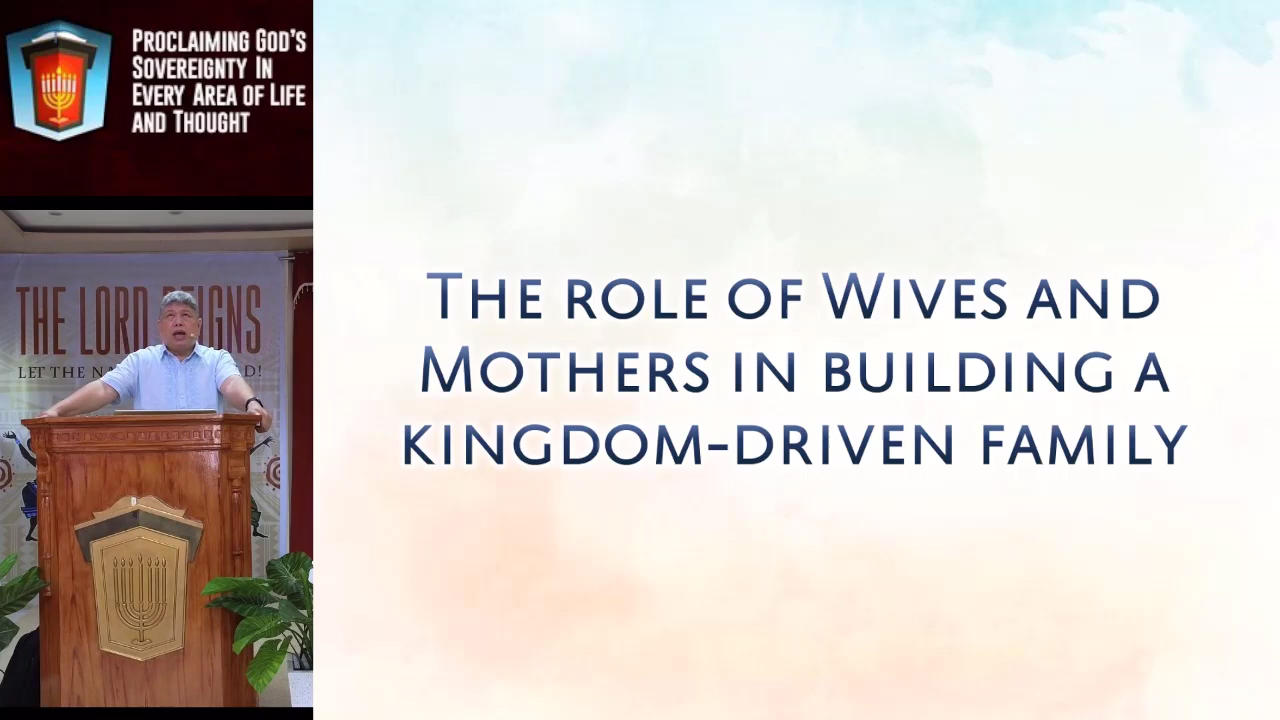 PROCLAIMING GOD'S
SOVEREIGNTY IN
EVERY AREA OF LIFE
AND THOUGHT
THE LORD REIGNS
LET THE NA
D!
THE ROLE OF WIVES AND
MOTHERS IN BUILDING A
KINGDOM-DRIVEN FAMILY